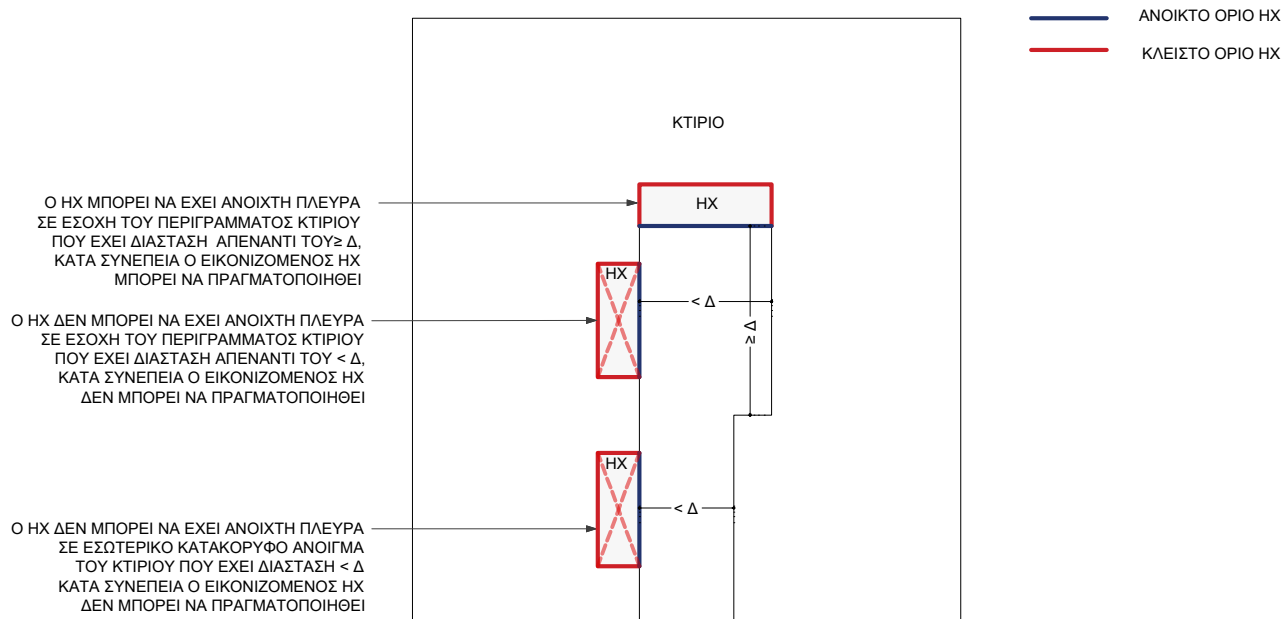 ΑΝΟΙΚΤΟ ΟΡΙΟ ΗΧ
ΚΛΕΙΣΤΟ ΟΡΙΟ ΗΧ
ΚΤΙΡΙΟ
Ο ΗΧ ΜΠΟΡΕΙ ΝΑ ΕΧΕΙ ΑΝΟΙΧΤΗ ΠΛΕΥΡΑ
ΣΕ ΕΣΟΧΗ ΤΟΥ ΠΕΡΙΓΡΑΜΜΑΤΟΣ ΚΤΙΡΙΟΥ
ΠΟΥ ΕΧΕΙ ΔΙΑΣΤΑΣΗ ΑΠΕΝΑΝΤΙ ΤΟΥ≥ Δ,
ΚΑΤΑ ΣΥΝΕΠΕΙΑ Ο ΕΙΚΟΝΙΖΟΜΕΝΟΣ ΗΧ
ΜΠΟΡΕΙ ΝΑ ΠΡΑΓΜΑΤΟΠΟΙΗΘΕΙ
ΗΧ
ΗΧ
< Δ
≥ Δ
Ο ΗΧ ΔΕΝ ΜΠΟΡΕΙ ΝΑ ΕΧΕΙ ΑΝΟΙΧΤΗ ΠΛΕΥΡΑ
ΣΕ ΕΣΟΧΗ ΤΟΥ ΠΕΡΙΓΡΑΜΜΑΤΟΣ ΚΤΙΡΙΟΥ
ΠΟΥ ΕΧΕΙ ΔΙΑΣΤΑΣΗ ΑΠΕΝΑΝΤΙ ΤΟΥ < Δ,
ΚΑΤΑ ΣΥΝΕΠΕΙΑ Ο ΕΙΚΟΝΙΖΟΜΕΝΟΣ ΗΧ
ΔΕΝ ΜΠΟΡΕΙ ΝΑ ΠΡΑΓΜΑΤΟΠΟΙΗΘΕΙ
ΗΧ
< Δ
Ο ΗΧ ΔΕΝ ΜΠΟΡΕΙ ΝΑ ΕΧΕΙ ΑΝΟΙΧΤΗ ΠΛΕΥΡΑ
ΣΕ ΕΣΩΤΕΡΙΚΟ ΚΑΤΑΚΟΡΥΦΟ ΑΝΟΙΓΜΑ
ΤΟΥ ΚΤΙΡΙΟΥ ΠΟΥ ΕΧΕΙ ΔΙΑΣΤΑΣΗ < Δ
ΚΑΤΑ ΣΥΝΕΠΕΙΑ Ο ΕΙΚΟΝΙΖΟΜΕΝΟΣ ΗΧ
ΔΕΝ ΜΠΟΡΕΙ ΝΑ ΠΡΑΓΜΑΤΟΠΟΙΗΘΕΙ